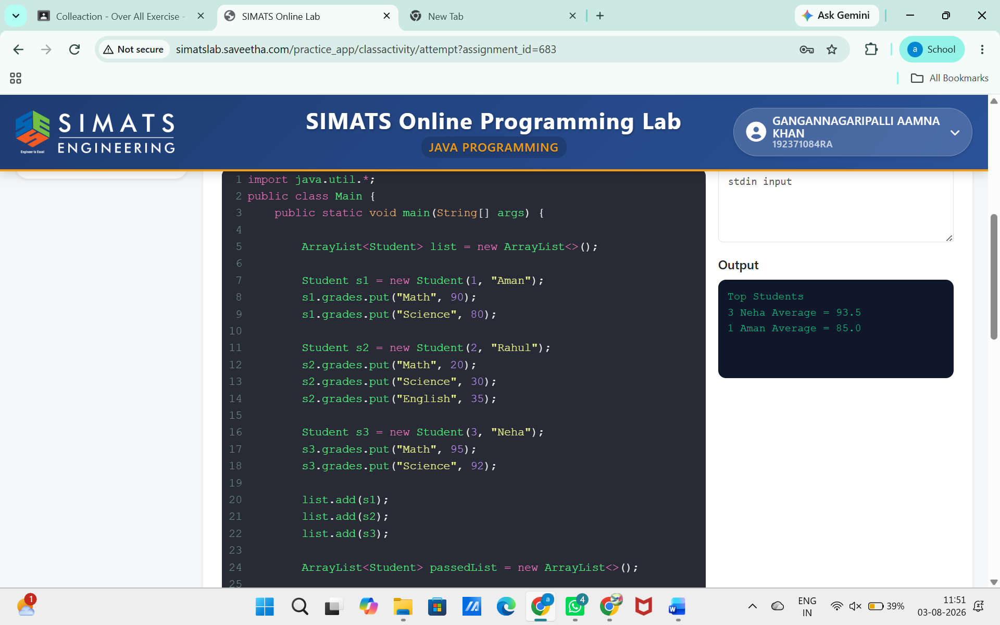 Colleaction - Over All Exercise -
SIMATS Online Lab
New Tab
Ask Gemini
Not secure
simatslab.saveetha.com/practice_app/classactivity/attempt?assignment_id=683
a
School
All Bookmarks
SIMATS
ENGINEERING
Engineer to Excel
SIMATS Online Programming Lab
JAVA PROGRAMMING
GANGANNAGARIPALLI AAMNA
KHAN
192371084RA
1 import java.util.*;
2 public class Main {
3     public static void main(String[] args) {
4
5         ArrayList<Student> list = new ArrayList<>();
6
7         Student s1 = new Student(1, "Aman");
8         s1.grades.put("Math", 90);
9         s1.grades.put("Science", 80);
10
11         Student s2 = new Student(2, "Rahul");
12         s2.grades.put("Math", 20);
13         s2.grades.put("Science", 30);
14         s2.grades.put("English", 35);
15
16         Student s3 = new Student(3, "Neha");
17         s3.grades.put("Math", 95);
18         s3.grades.put("Science", 92);
19
20         list.add(s1);
21         list.add(s2);
22         list.add(s3);
23
24         ArrayList<Student> passedList = new ArrayList<>();
25
stdin input
Output
Top Students
3 Neha Average = 93.5
1 Aman Average = 85.0
1
a
4
W
ENG
IN
39%
11:51
03-08-2026